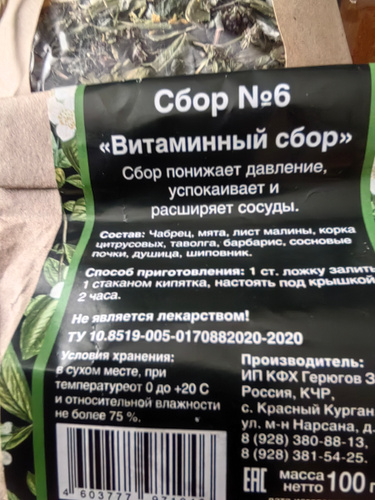 Сбор №6
«Витаминный сбор»
Сбор понижает давление,
успокаивает и
расширяет сосуды.
Состав: Чабрец, мята, лист малины, корка
цитрусовых, таволга, барбарис, сосновые
почки, душица, шиповник.
Способ приготовления: 1 ст. ложку залить
1 стаканом кипятка, настоять под крышкой
2 часа.
Не является лекарством!
ТУ 10.8519-005-0170882020-2020
Условия хранения:
в сухом месте, при
температуреот 0 до +20 С
и относительной влажности
не более 75 %.
Производитель:
ИП КФХ Герюгов З
Россия, КЧР,
с. Красный Курган
ул. м-н Нарсана, д.
8 (928) 380-88-13,
8 (928) 381-54-25.
EAC масса
нетто 100 г
4 603777